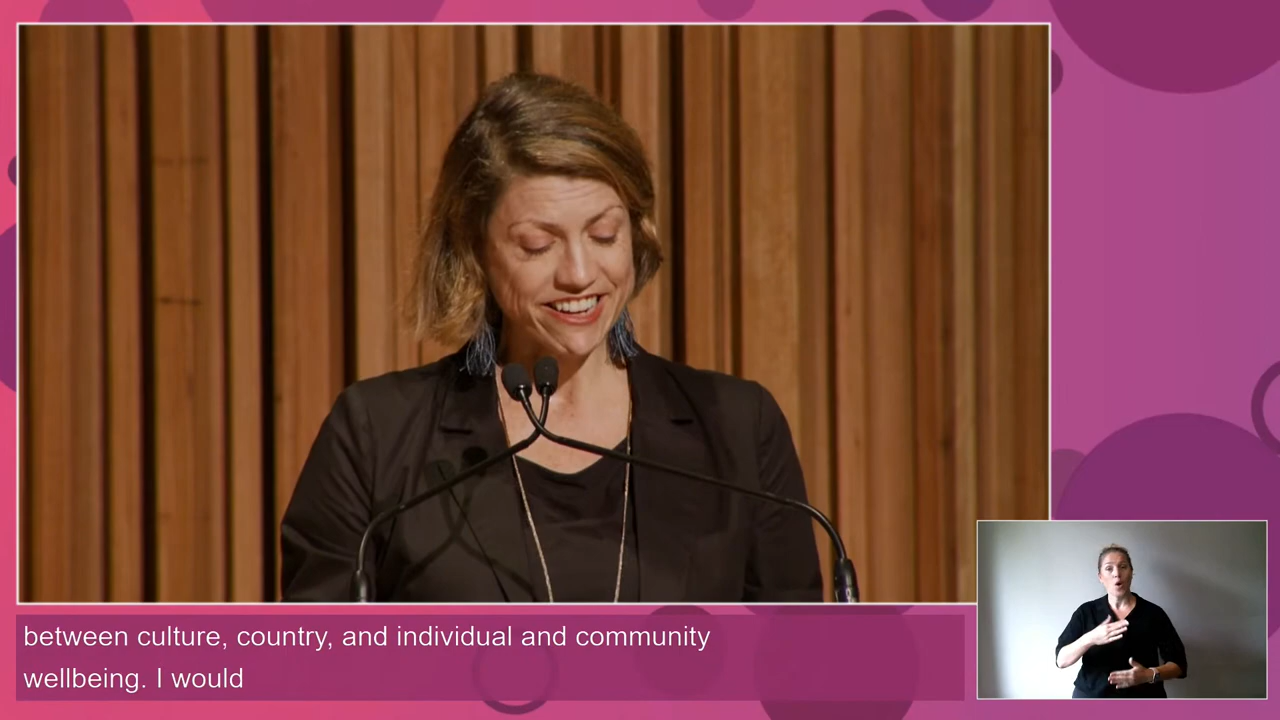 between culture, country, and individual and community
wellbeing. I would